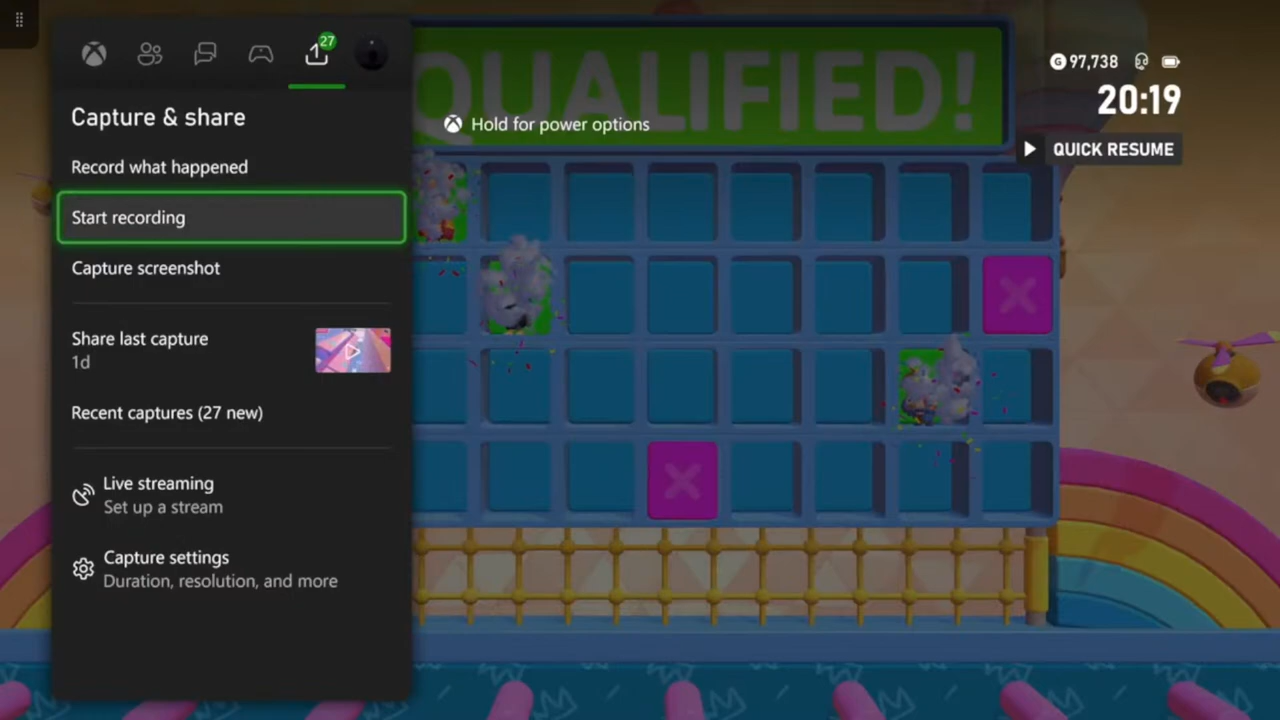 27
Capture & share
Record what happened
Start recording
Capture screenshot
Share last capture
1d
Recent captures (27 new)
Live streaming
Set up a stream
Capture settings
Duration, resolution, and more
QUALIFIED!
Hold for power options
G 97,738
20:19
QUICK RESUME